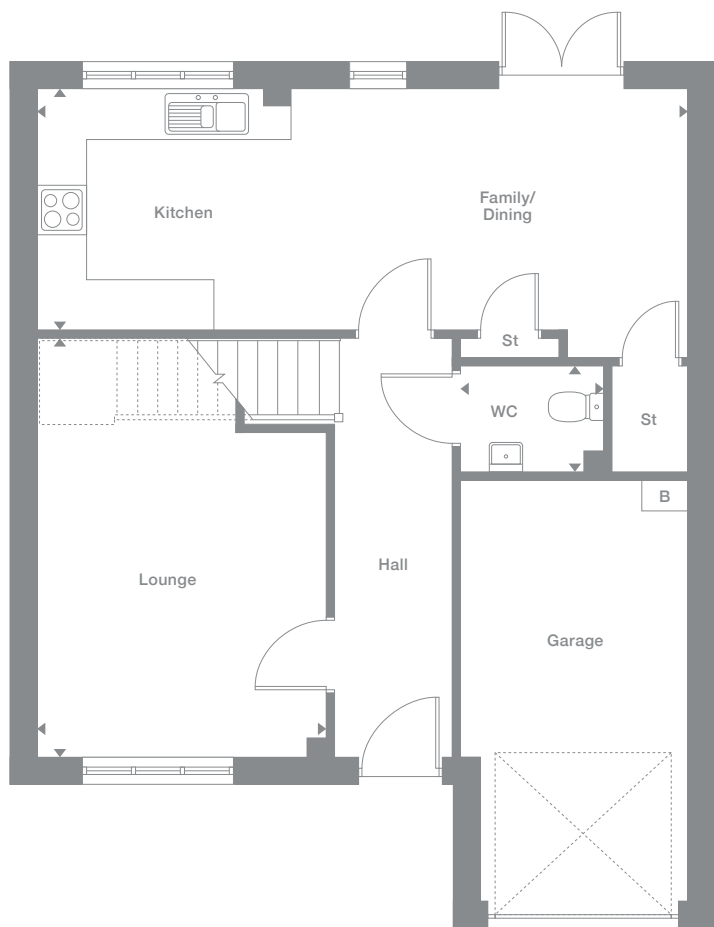 Kitchen
Family/
Dining
St
WC
St
B
Hall
Lounge
Garage